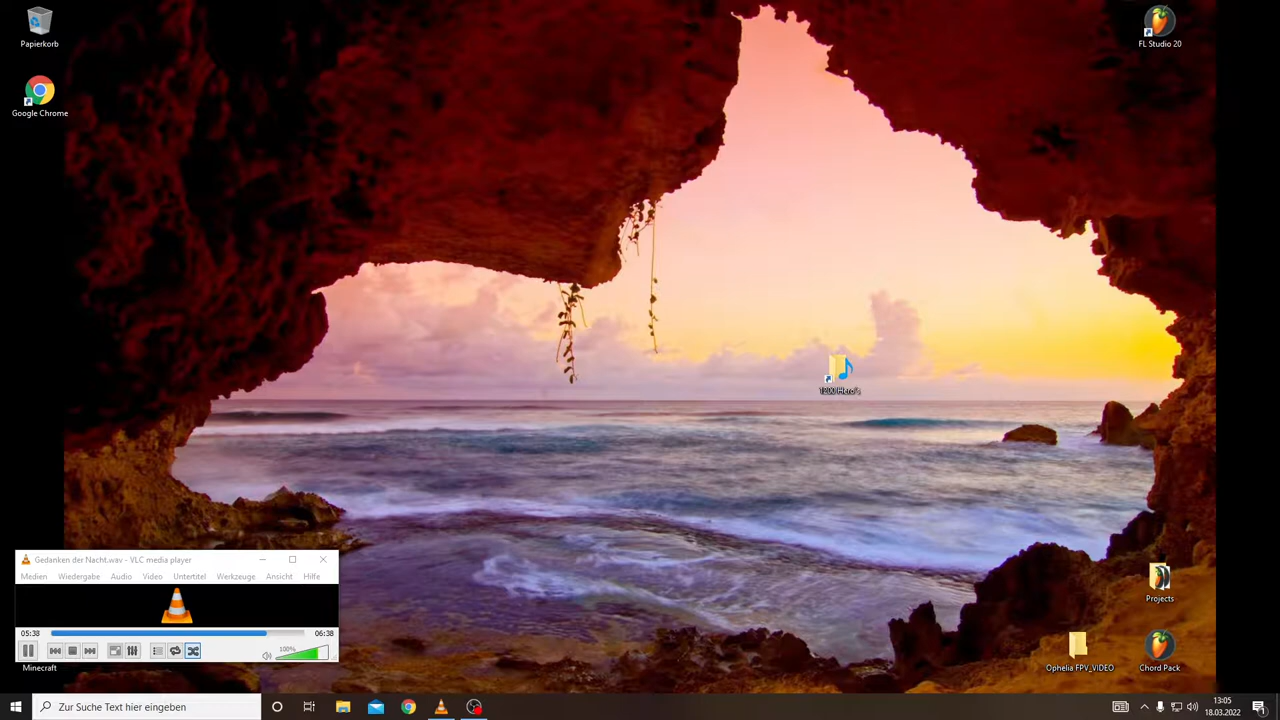 Papierkorb
FL Studio 20
Google Chrome
Gedanken der Nacht.wav - VLC media player
Medien Wiedergabe Audio Video Untertitel Werkzeuge Ansicht Hilfe
05:38
06:38
100%
Minecraft
Projects
Ophelia FPV_VIDEO
Chord Pack
Zur Suche Text hier eingeben
13:05
18.03.2022
1